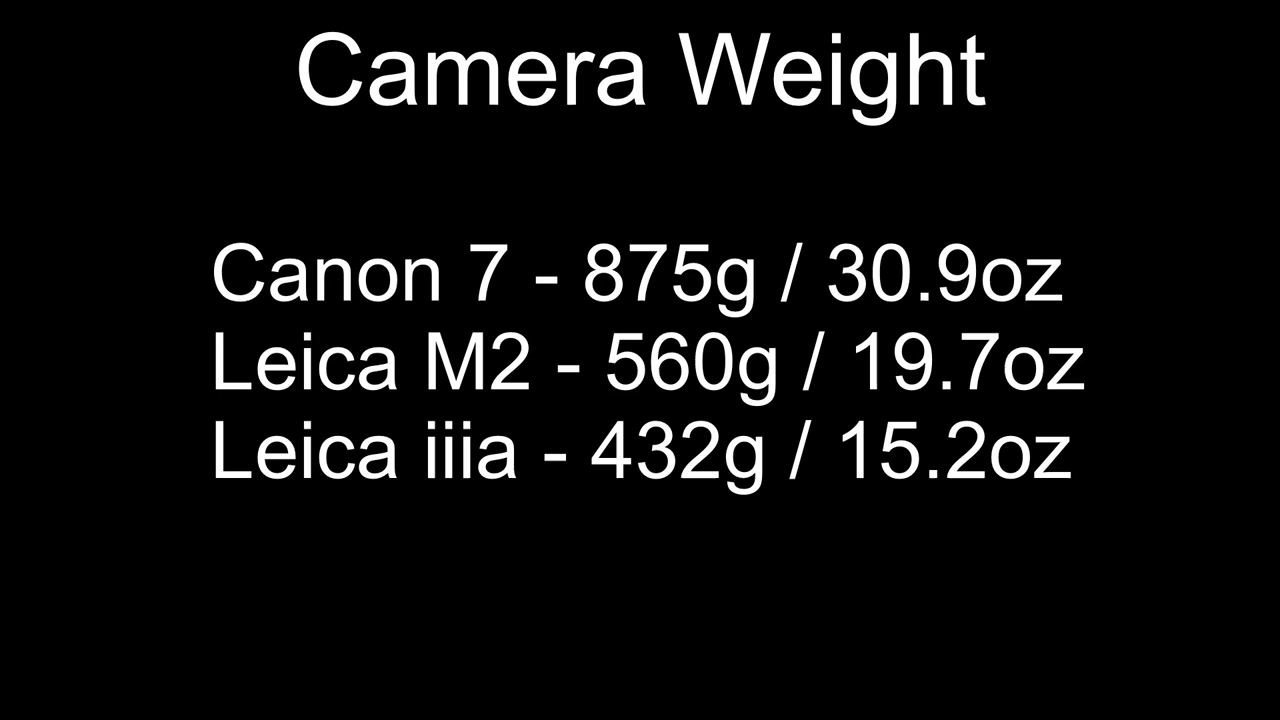 Camera Weight
Canon 7 - 875g / 30.9oz
Leica M2 - 560g / 19.7oz
Leica iiia - 432g / 15.2oz